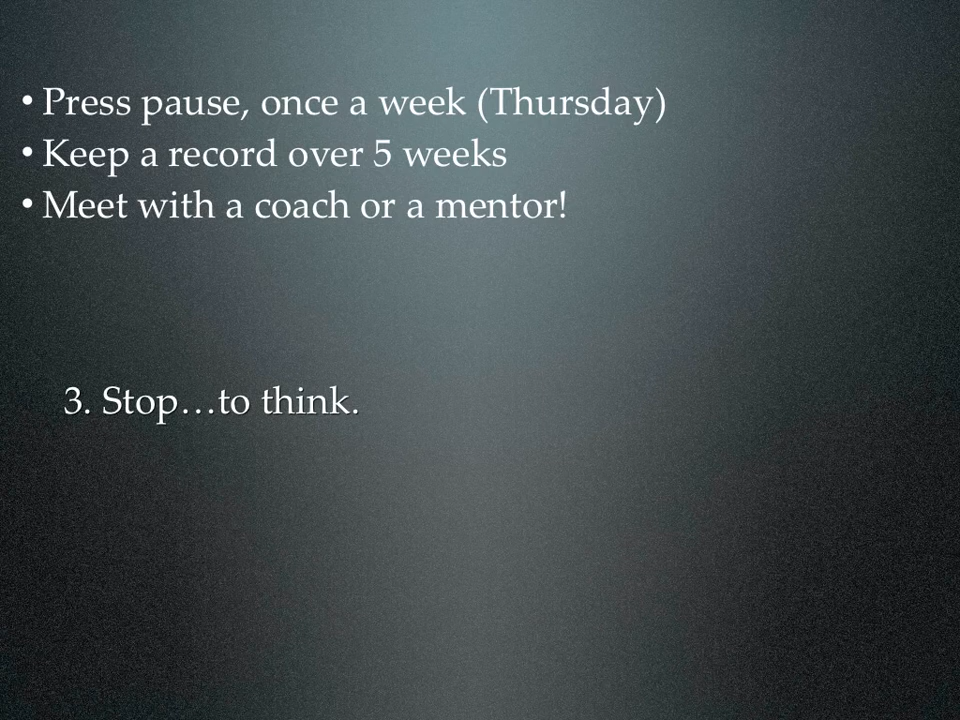 • Press pause, once a week (Thursday)
• Keep a record over 5 weeks
• Meet with a coach or a mentor!
3. Stop…to think.